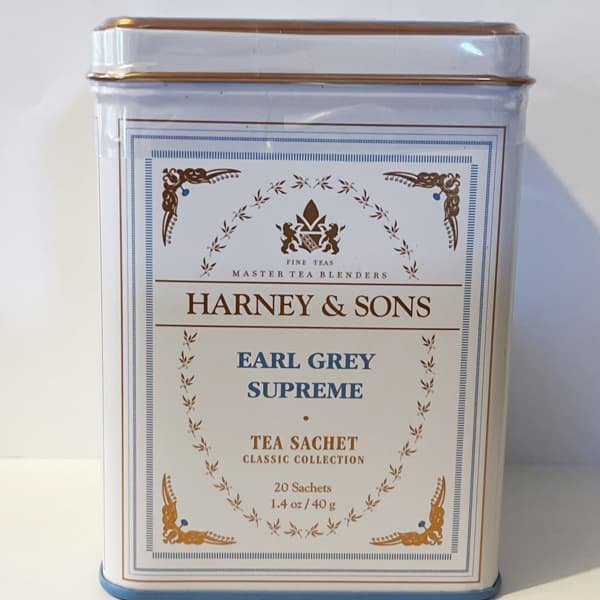 FINE TEAS
MASTER TEA BLENDERS
HARNEY & SONS
EARL GREY
SUPREME
TEA SACHET
CLASSIC COLLECTION
20 Sachets
1.4 oz / 40 g